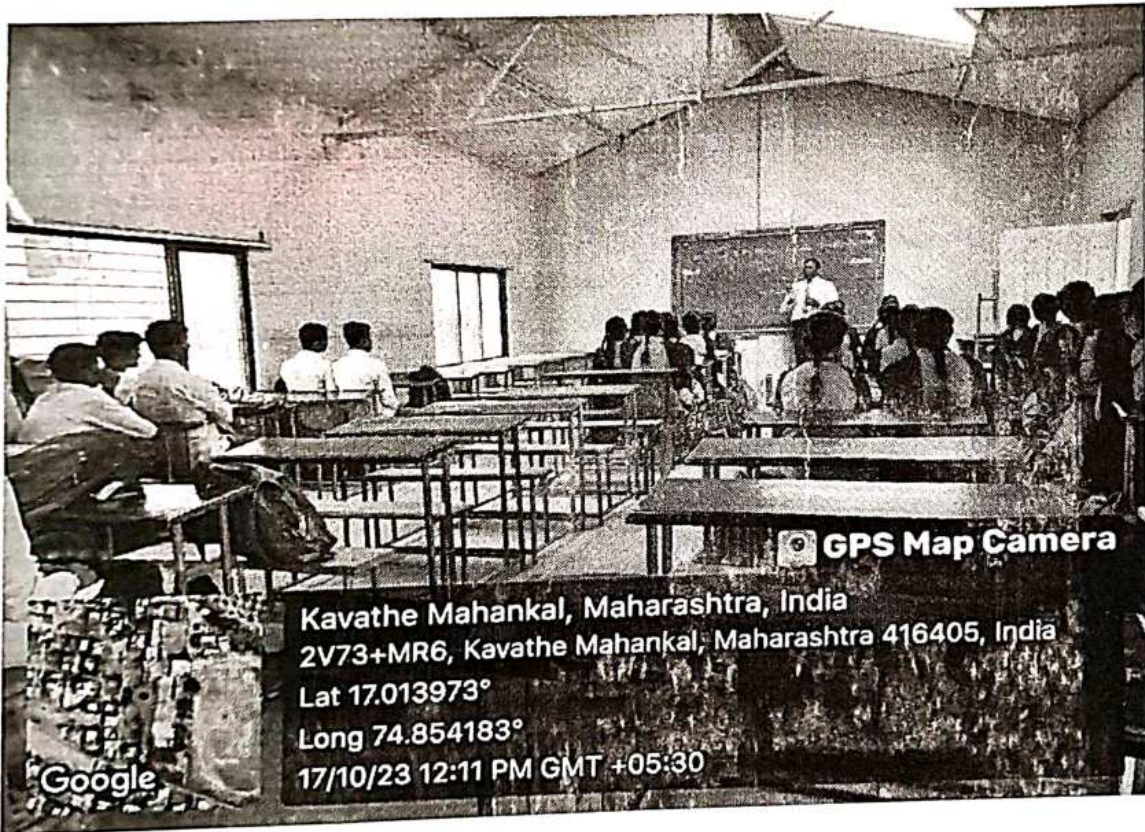 GPS Map Camera
Kavathe Mahankal, Maharashtra, India
2V73+MR6, Kavathe Mahankal, Maharashtra 416405, India
Lat 17.013973°
Long 74.854183°
17/10/23 12:11 PM GMT +05:30
Google